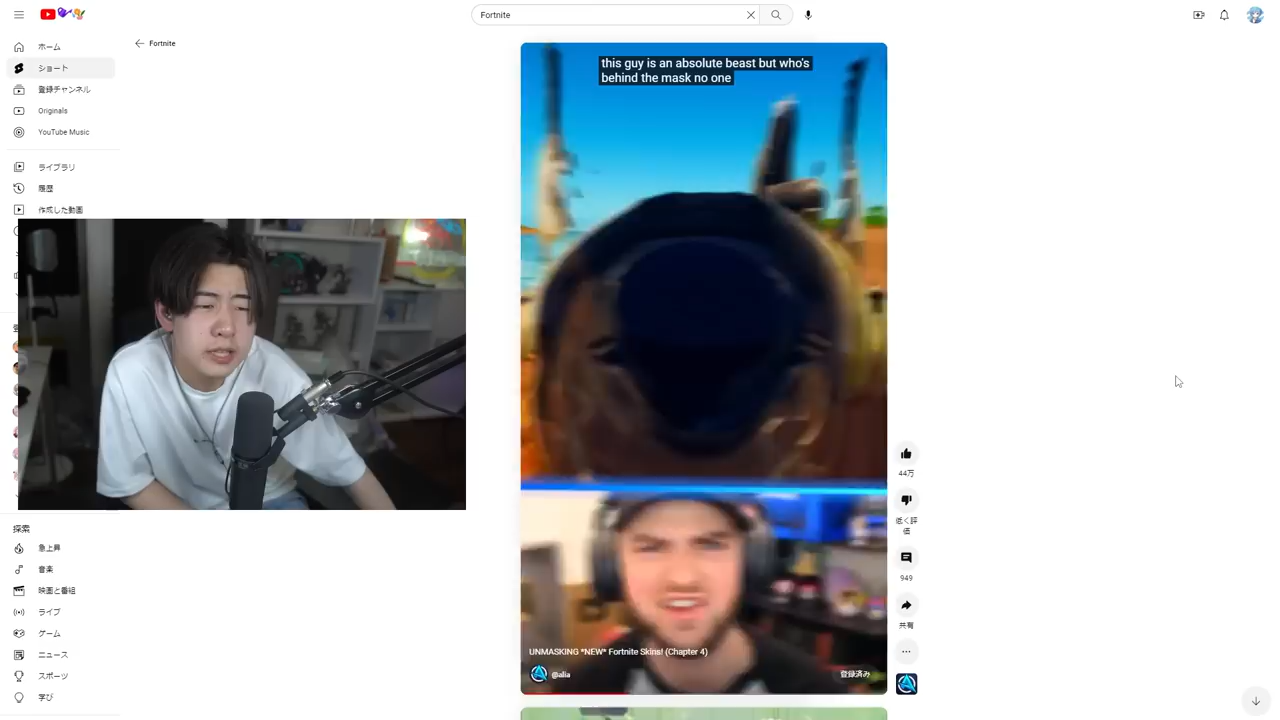 Fortnite
Fortnite
ホーム
ショート
登録チャンネル
Originals
YouTube Music
ライブラリ
履歴
作成した動画
探索
急上昇
音楽
映画と番組
ライブ
ゲーム
ニュース
スポーツ
学び
this guy is an absolute beast but who's
behind the mask no one
UNMASKING *NEW* Fortnite Skins! (Chapter 4)
@alia
登録済み
44万
低く評
価
949
共有